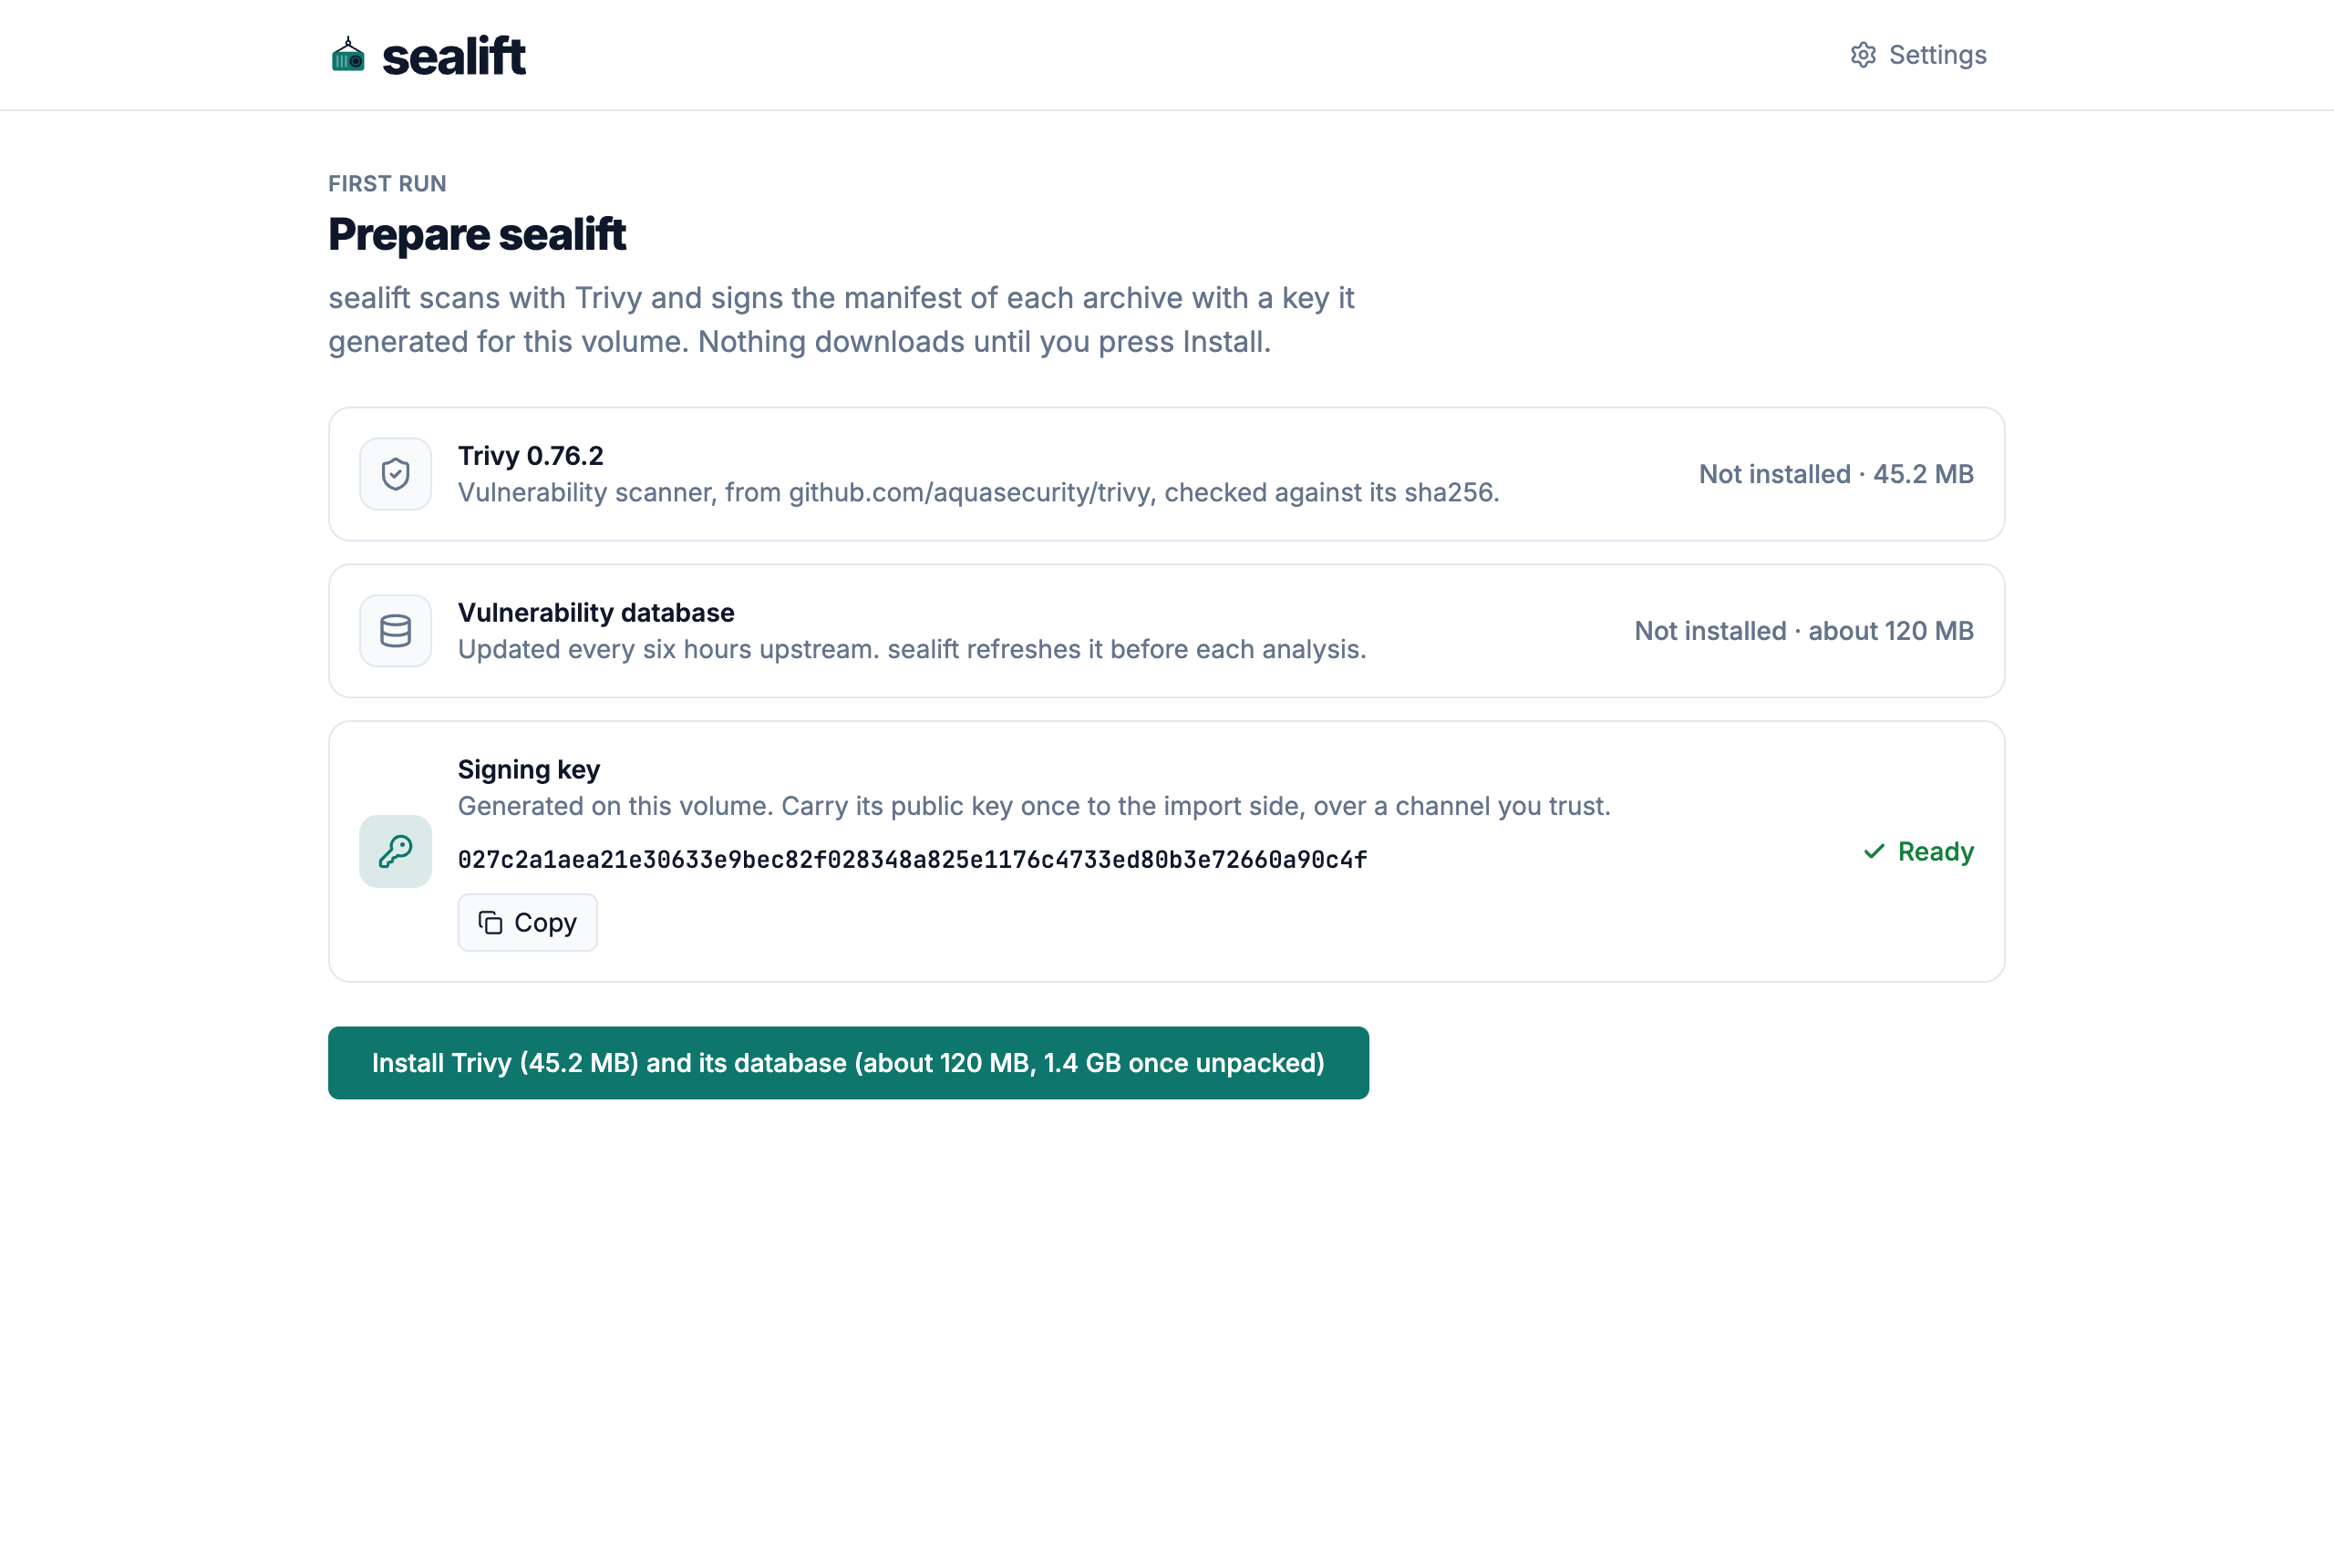 sealift
Settings
FIRST RUN
Prepare sealift
sealift scans with Trivy and signs the manifest of each archive with a key it
generated for this volume. Nothing downloads until you press Install.
Trivy 0.76.2
Vulnerability scanner, from github.com/aquasecurity/trivy, checked against its sha256.
Not installed · 45.2 MB
Vulnerability database
Updated every six hours upstream. sealift refreshes it before each analysis.
Not installed · about 120 MB
Signing key
Generated on this volume. Carry its public key once to the import side, over a channel you trust.
027c2a1aea21e30633e9bec82f028348a825e1176c4733ed80b3e72660a90c4f
Ready
Copy
Install Trivy (45.2 MB) and its database (about 120 MB, 1.4 GB once unpacked)